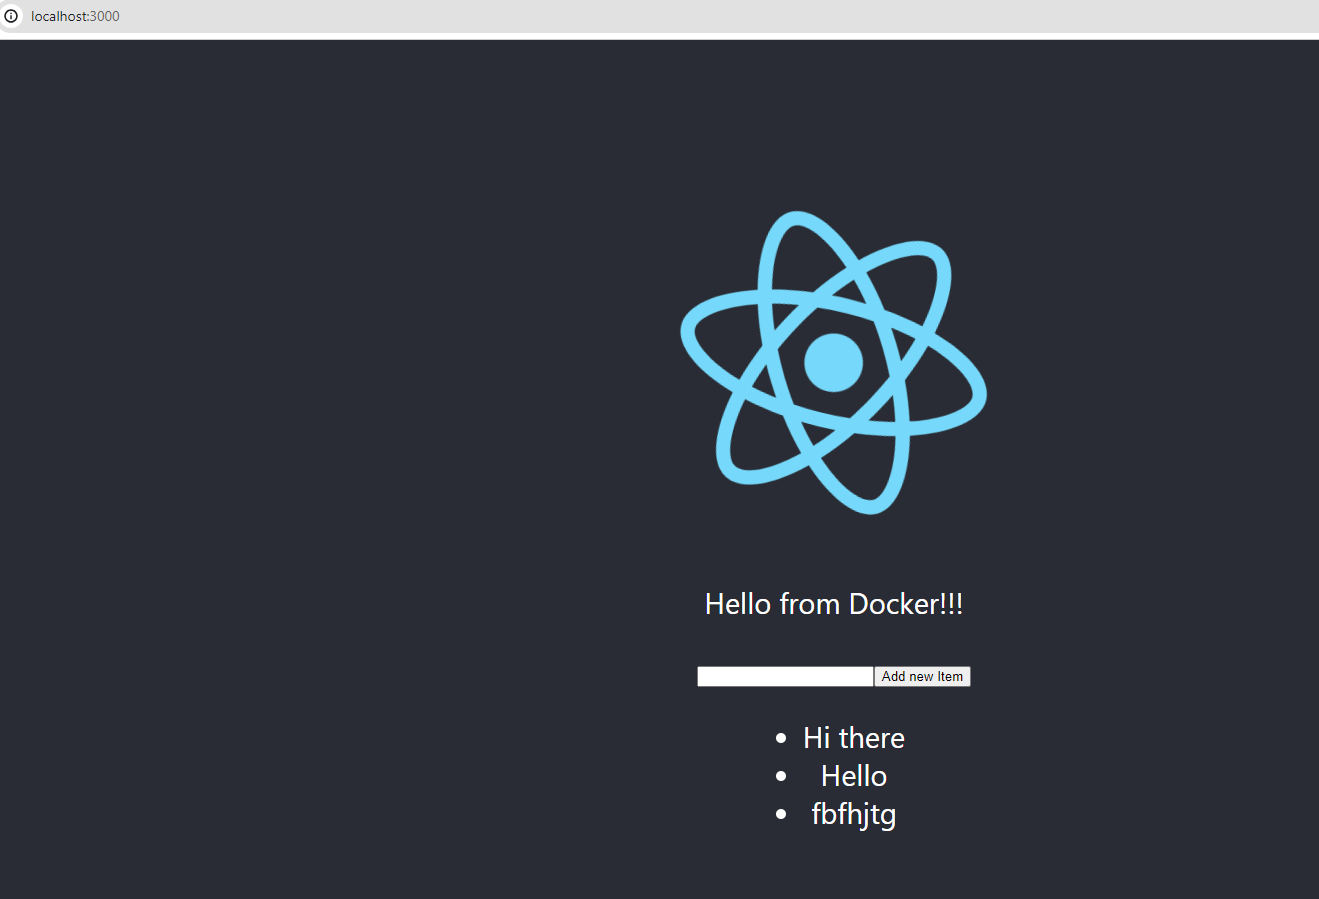 localhost:3000
Hello from Docker!!!
Add new Item
Hi there
Hello
fbfhjtg